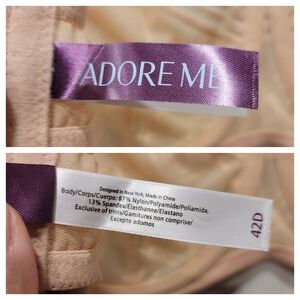 ADORE ME
Designed in New York, Made in China
Body/Corps/Cuerpo: 87% Nylon/Polyamide/Poliamida,
13% Spandex/Elasthanne/Elastano
Exclusive of trims/Garnitures non comprise/
Excepto adornos
42D